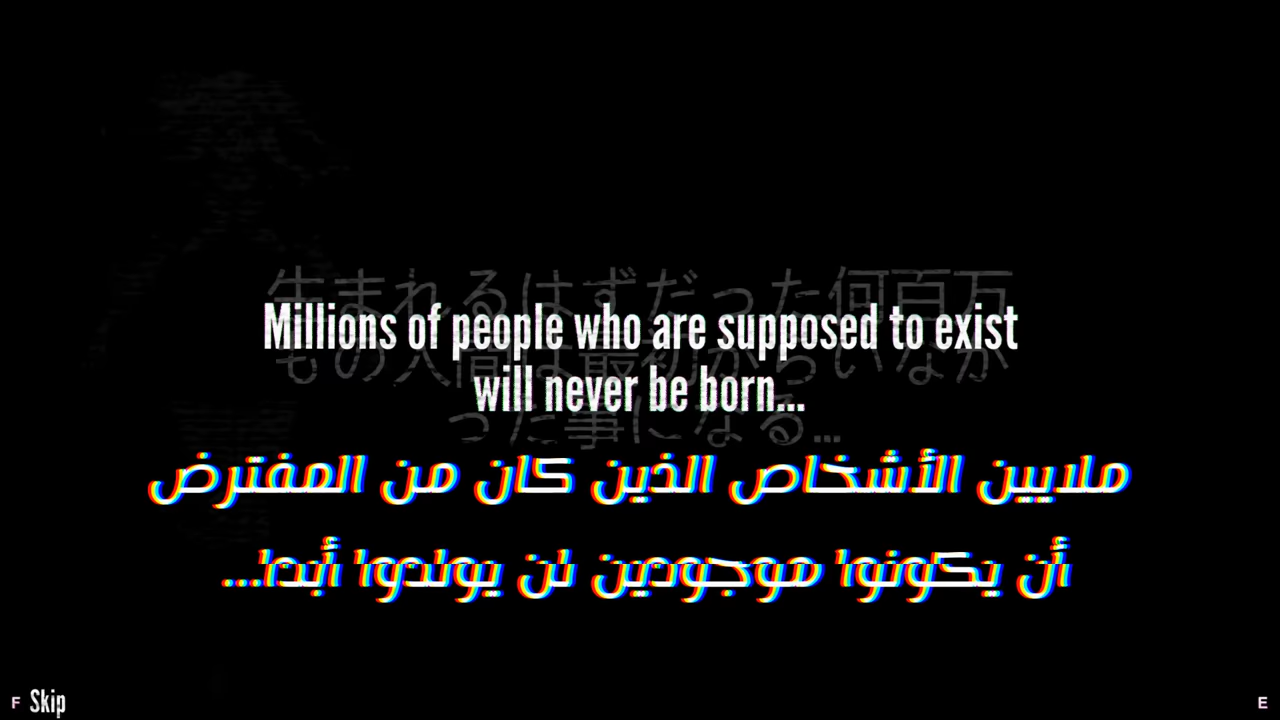 生まれるはずだった何百万
Millions of people who are supposed to exist
もの人間は最初からいなか
will never be born...
った事になる...
ملايين الأشخاص الذين كان من المفترض
أن يكونوا موجودين لن يولدوا أبدا...
F Skip
E